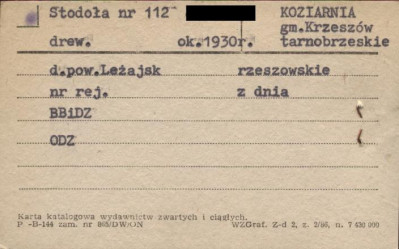 Stodoła nr 112 KOZIARNIA
gm.Krzeszów
drew. ok.1930r. tarnobrzeskie
d.pow.Leżajsk rzeszowskie
nr rej. z dnia
BBiDZ
ODZ
Karta katalogowa wydawnictw zwartych i ciągłych.
P-B-144 zam. nr 865/DW/ON WZGraf. Z-d 2, z. 2/86, n. 7 430 000